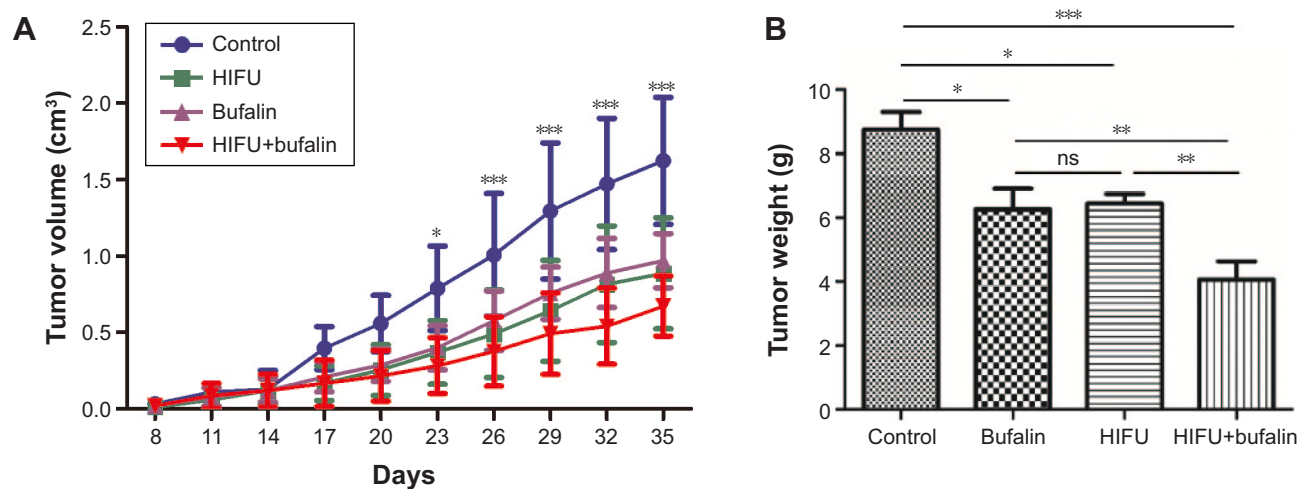 A
Tumor volume (cm³)
2.5
2.0
1.5
1.0
0.5
0.0
Control
HIFU
Bufalin
HIFU+bufalin
*
***
***
***
***
8 11 14 17 20 23 26 29 32 35
Days
B
Tumor weight (g)
10
8
6
4
2
0
***
*
*
**
ns
**
Control Bufalin HIFU HIFU+bufalin